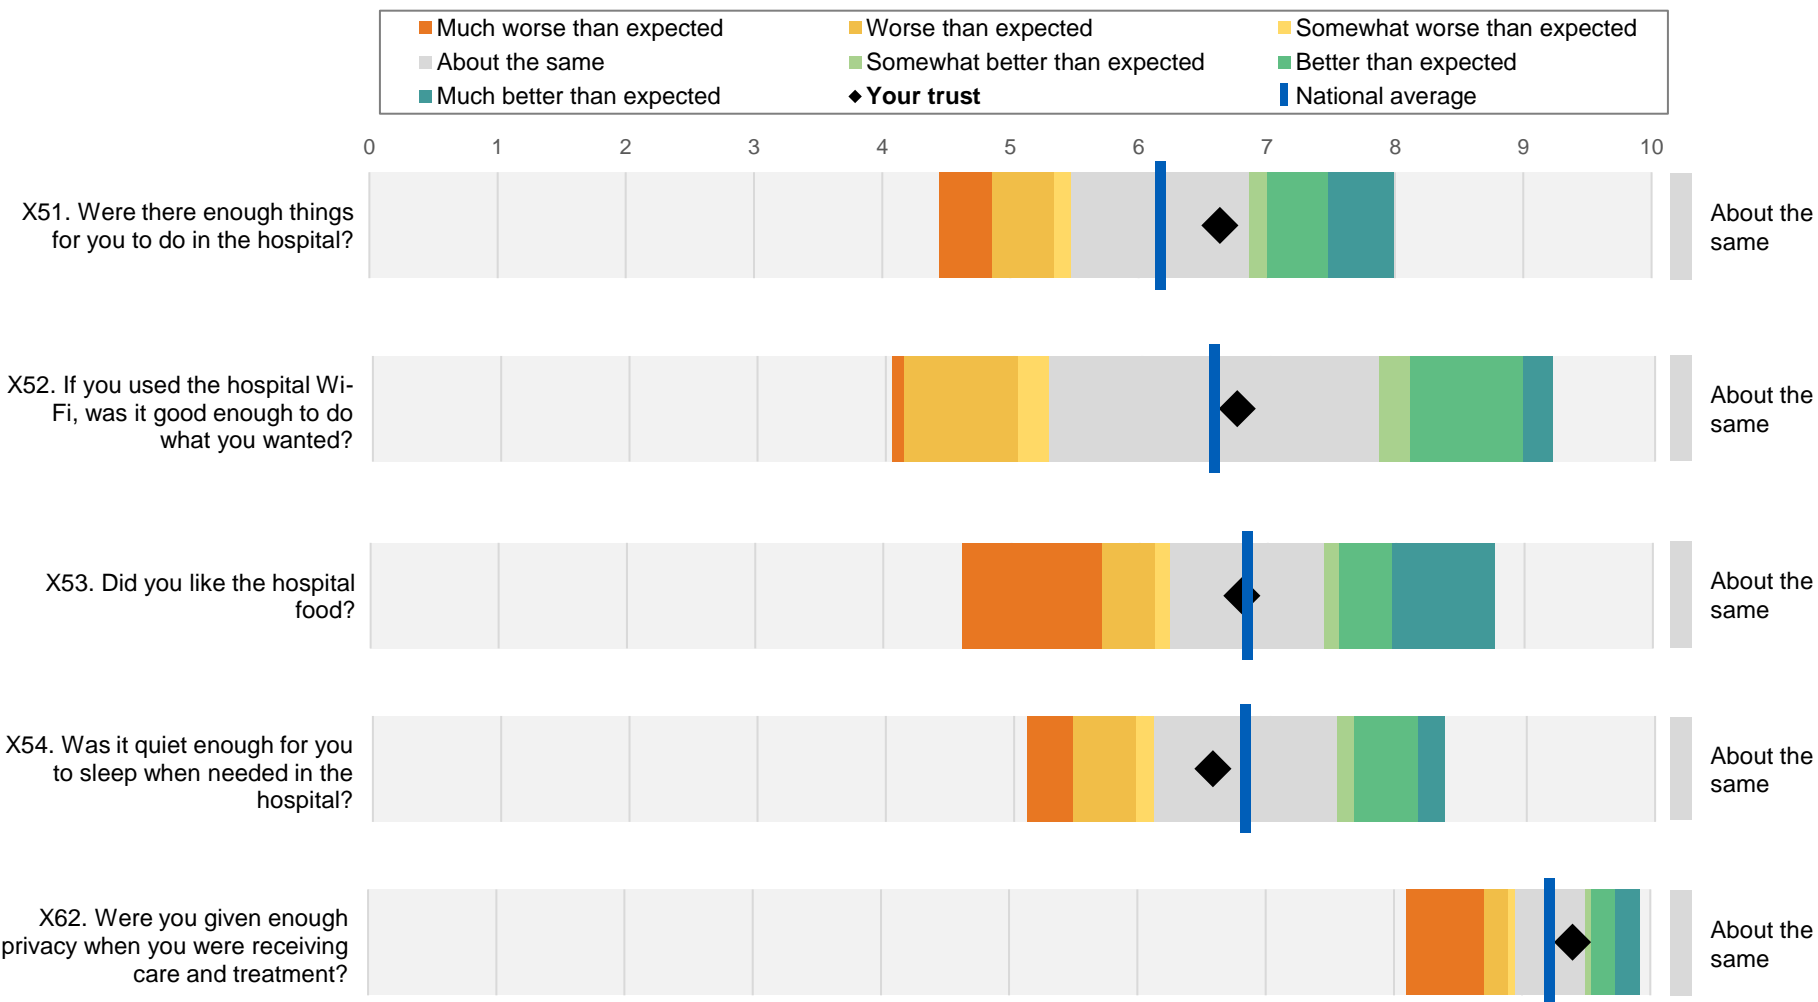 Much worse than expected
Worse than expected
Somewhat worse than expected
About the same
Somewhat better than expected
Better than expected
Much better than expected
Your trust
National average
0 1 2 3 4 5 6 7 8 9 10
X51. Were there enough things
for you to do in the hospital?
About the
same
X52. If you used the hospital Wi-
Fi, was it good enough to do
what you wanted?
About the
same
X53. Did you like the hospital
food?
About the
same
X54. Was it quiet enough for you
to sleep when needed in the
hospital?
About the
same
X62. Were you given enough
privacy when you were receiving
care and treatment?
About the
same